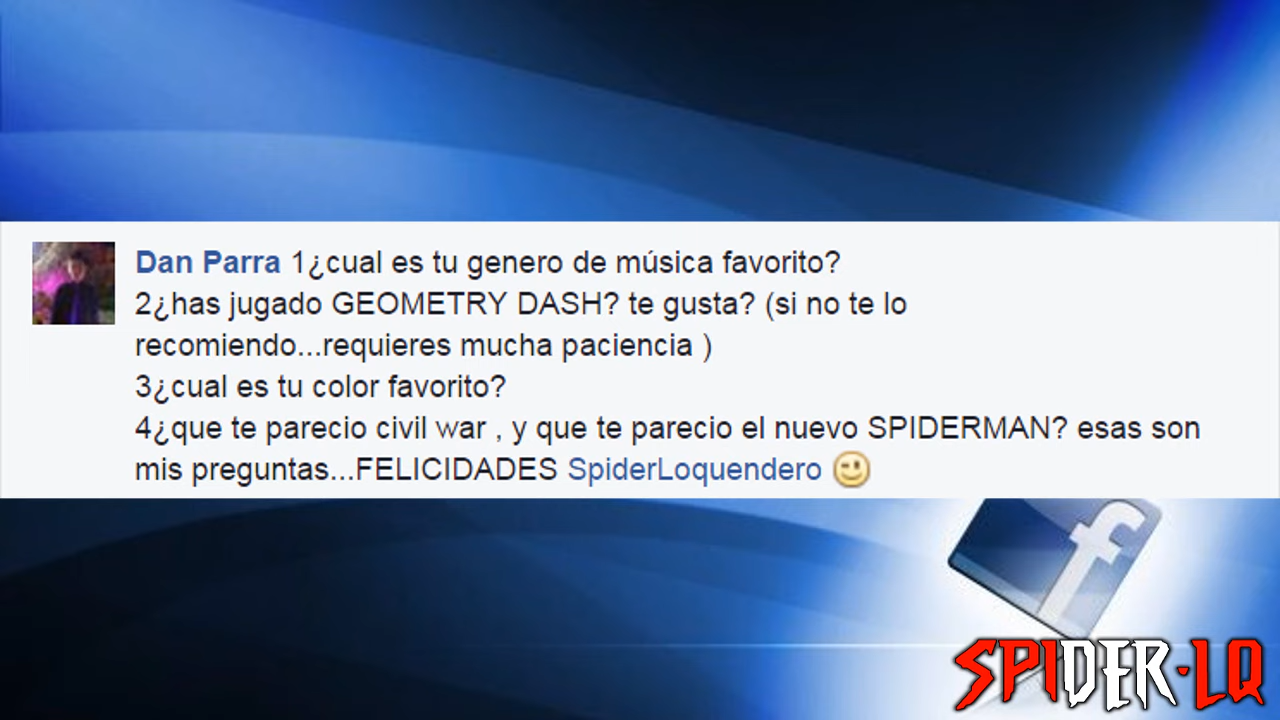 Dan Parra 1¿cual es tu genero de música favorito?
2¿has jugado GEOMETRY DASH? te gusta? (si no te lo
recomiendo...requieres mucha paciencia )
3¿cual es tu color favorito?
4¿que te parecio civil war , y que te parecio el nuevo SPIDERMAN? esas son
mis preguntas...FELICIDADES SpiderLoquendero
f
SPIDER-LQ